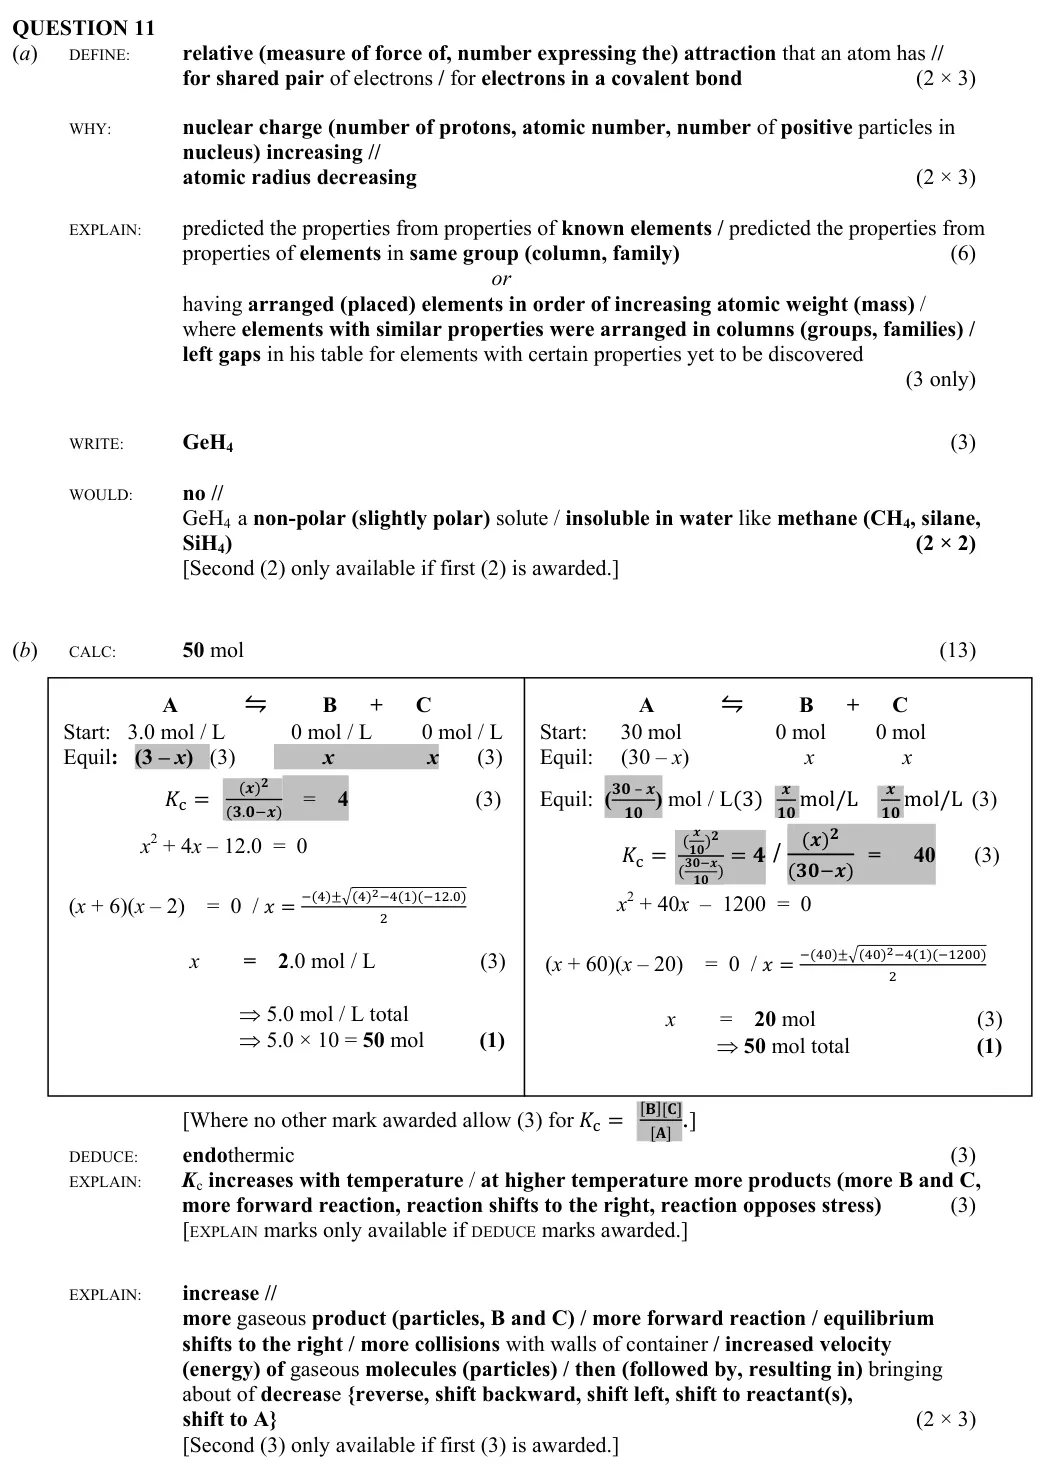 QUESTION 11
(a) DEFINE: relative (measure of force of, number expressing the) attraction that an atom has //
for shared pair of electrons / for electrons in a covalent bond (2 × 3)
WHY: nuclear charge (number of protons, atomic number, number of positive particles in
nucleus) increasing //
atomic radius decreasing (2 × 3)
EXPLAIN: predicted the properties from properties of known elements / predicted the properties from
properties of elements in same group (column, family) (6)
or
having arranged (placed) elements in order of increasing atomic weight (mass) /
where elements with similar properties were arranged in columns (groups, families) /
left gaps in his table for elements with certain properties yet to be discovered
(3 only)
WRITE: GeH₄ (3)
WOULD: no //
GeH₄ a non-polar (slightly polar) solute / insoluble in water like methane (CH₄, silane,
SiH₄) (2 × 2)
[Second (2) only available if first (2) is awarded.]
(b) CALC: 50 mol (13)
A ⇋ B + C
Start: 3.0 mol / L 0 mol / L 0 mol / L
Equil: (3 – x) (3) x x (3)
K_c = (x)²/(3.0−x) = 4 (3)
x² + 4x – 12.0 = 0
(x + 6)(x – 2) = 0 / x = −(4)±√(4)²−4(1)(−12.0)/2
x = 2.0 mol / L (3)
⇒ 5.0 mol / L total
⇒ 5.0 × 10 = 50 mol (1)
A ⇋ B + C
Start: 30 mol 0 mol 0 mol
Equil: (30 – x) x x
Equil: (30 – x/10) mol / L(3) x/10 mol/L x/10 mol/L (3)
K_c = (x/10)²/(30−x/10) = 4 / (x)²/(30−x) = 40 (3)
x² + 40x – 1200 = 0
(x + 60)(x – 20) = 0 / x = −(40)±√(40)²−4(1)(−1200)/2
x = 20 mol (3)
⇒ 50 mol total (1)
[Where no other mark awarded allow (3) for K_c = [B][C]/[A].]
DEDUCE: endothermic (3)
EXPLAIN: K_c increases with temperature / at higher temperature more products (more B and C,
more forward reaction, reaction shifts to the right, reaction opposes stress) (3)
[EXPLAIN marks only available if DEDUCE marks awarded.]
EXPLAIN: increase //
more gaseous product (particles, B and C) / more forward reaction / equilibrium
shifts to the right / more collisions with walls of container / increased velocity
(energy) of gaseous molecules (particles) / then (followed by, resulting in) bringing
about of decrease {reverse, shift backward, shift left, shift to reactant(s),
shift to A} (2 × 3)
[Second (3) only available if first (3) is awarded.]